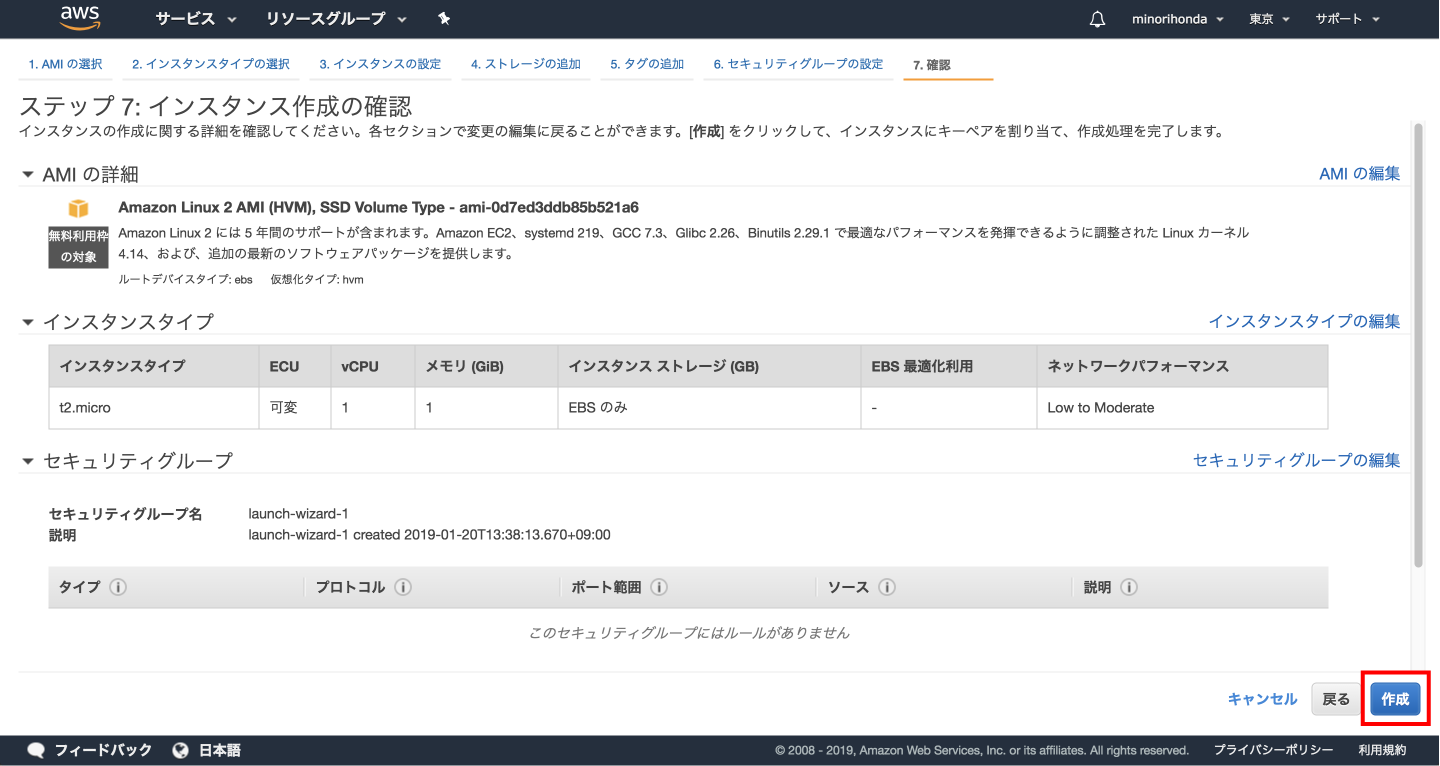 aws サービス リソースグループ minorihonda 東京 サポート
1. AMI の選択 2. インスタンスタイプの選択 3. インスタンスの設定 4. ストレージの追加 5. タグの追加 6. セキュリティグループの設定 7. 確認
ステップ 7: インスタンス作成の確認
インスタンスの作成に関する詳細を確認してください。各セクションで変更の編集に戻ることができます。[作成] をクリックして、インスタンスにキーペアを割り当て、作成処理を完了します。
AMI の詳細 AMI の編集
Amazon Linux 2 AMI (HVM), SSD Volume Type - ami-0d7ed3ddb85b521a6
無料利用枠
の対象
Amazon Linux 2 には 5 年間のサポートが含まれます。Amazon EC2、systemd 219、GCC 7.3、Glibc 2.26、Binutils 2.29.1 で最適なパフォーマンスを発揮できるように調整された Linux カーネル
4.14、および、追加の最新のソフトウェアパッケージを提供します。
ルートデバイスタイプ: ebs 仮想化タイプ: hvm
インスタンスタイプ インスタンスタイプの編集
インスタンスタイプ ECU vCPU メモリ (GiB) インスタンス ストレージ (GB) EBS 最適化利用 ネットワークパフォーマンス
t2.micro 可変 1 1 EBS のみ - Low to Moderate
セキュリティグループ セキュリティグループの編集
セキュリティグループ名 launch-wizard-1
説明 launch-wizard-1 created 2019-01-20T13:38:13.670+09:00
タイプ プロトコル ポート範囲 ソース 説明
このセキュリティグループにはルールがありません
キャンセル 戻る 作成
フィードバック 日本語 © 2008 - 2019, Amazon Web Services, Inc. or its affiliates. All rights reserved. プライバシーポリシー 利用規約